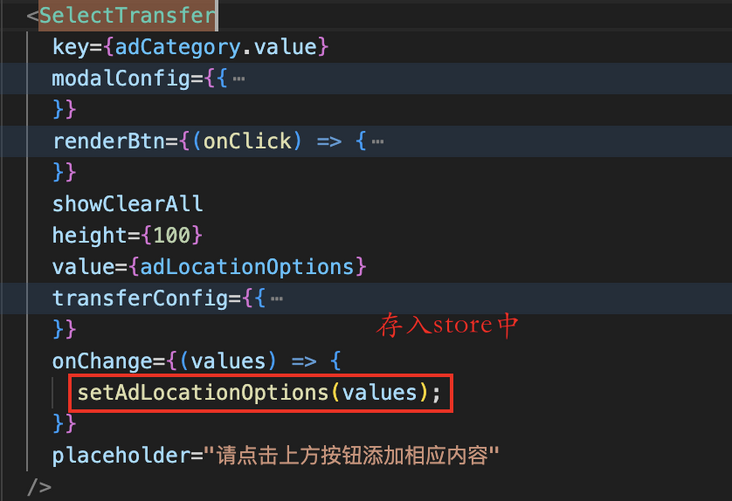 <SelectTransfer
key={adCategory.value}
modalConfig={{ …
}}
renderBtn={(onClick) => { …
}}
showClearAll
height={100}
value={adLocationOptions}
transferConfig={{ …
}}
存入store中
onChange={(values) => {
setAdLocationOptions(values);
}}
placeholder="请点击上方按钮添加相应内容"
/>